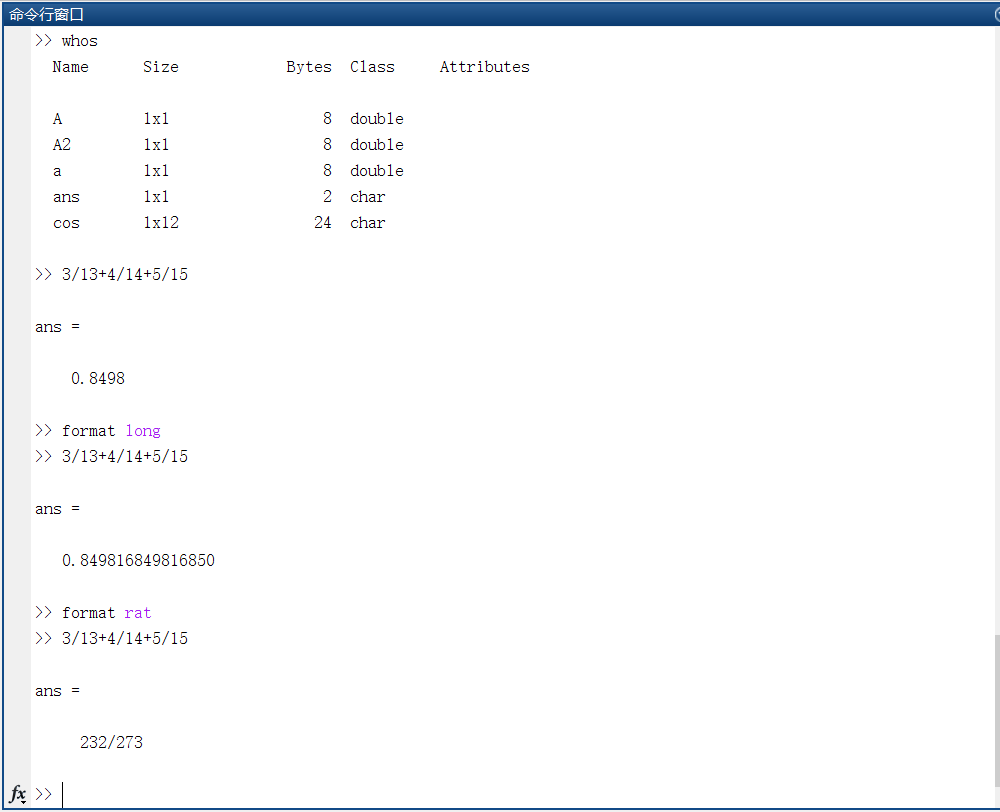 命令行窗口
>> whos
Name Size Bytes Class Attributes
A 1x1 8 double
A2 1x1 8 double
a 1x1 8 double
ans 1x1 2 char
cos 1x12 24 char
>> 3/13+4/14+5/15
ans =
0.8498
>> format long
>> 3/13+4/14+5/15
ans =
0.849816849816850
>> format rat
>> 3/13+4/14+5/15
ans =
232/273
fx >>